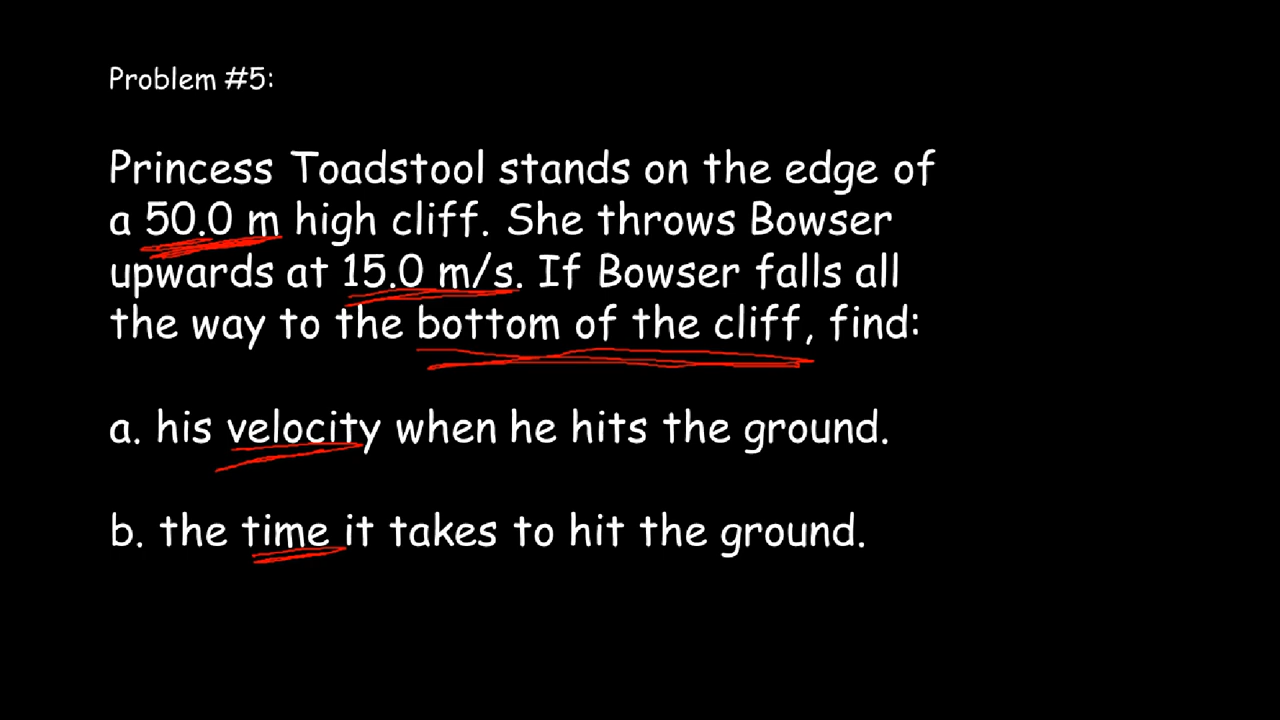 Problem #5:
Princess Toadstool stands on the edge of
a 50.0 m high cliff. She throws Bowser
upwards at 15.0 m/s. If Bowser falls all
the way to the bottom of the cliff, find:
a. his velocity when he hits the ground.
b. the time it takes to hit the ground.